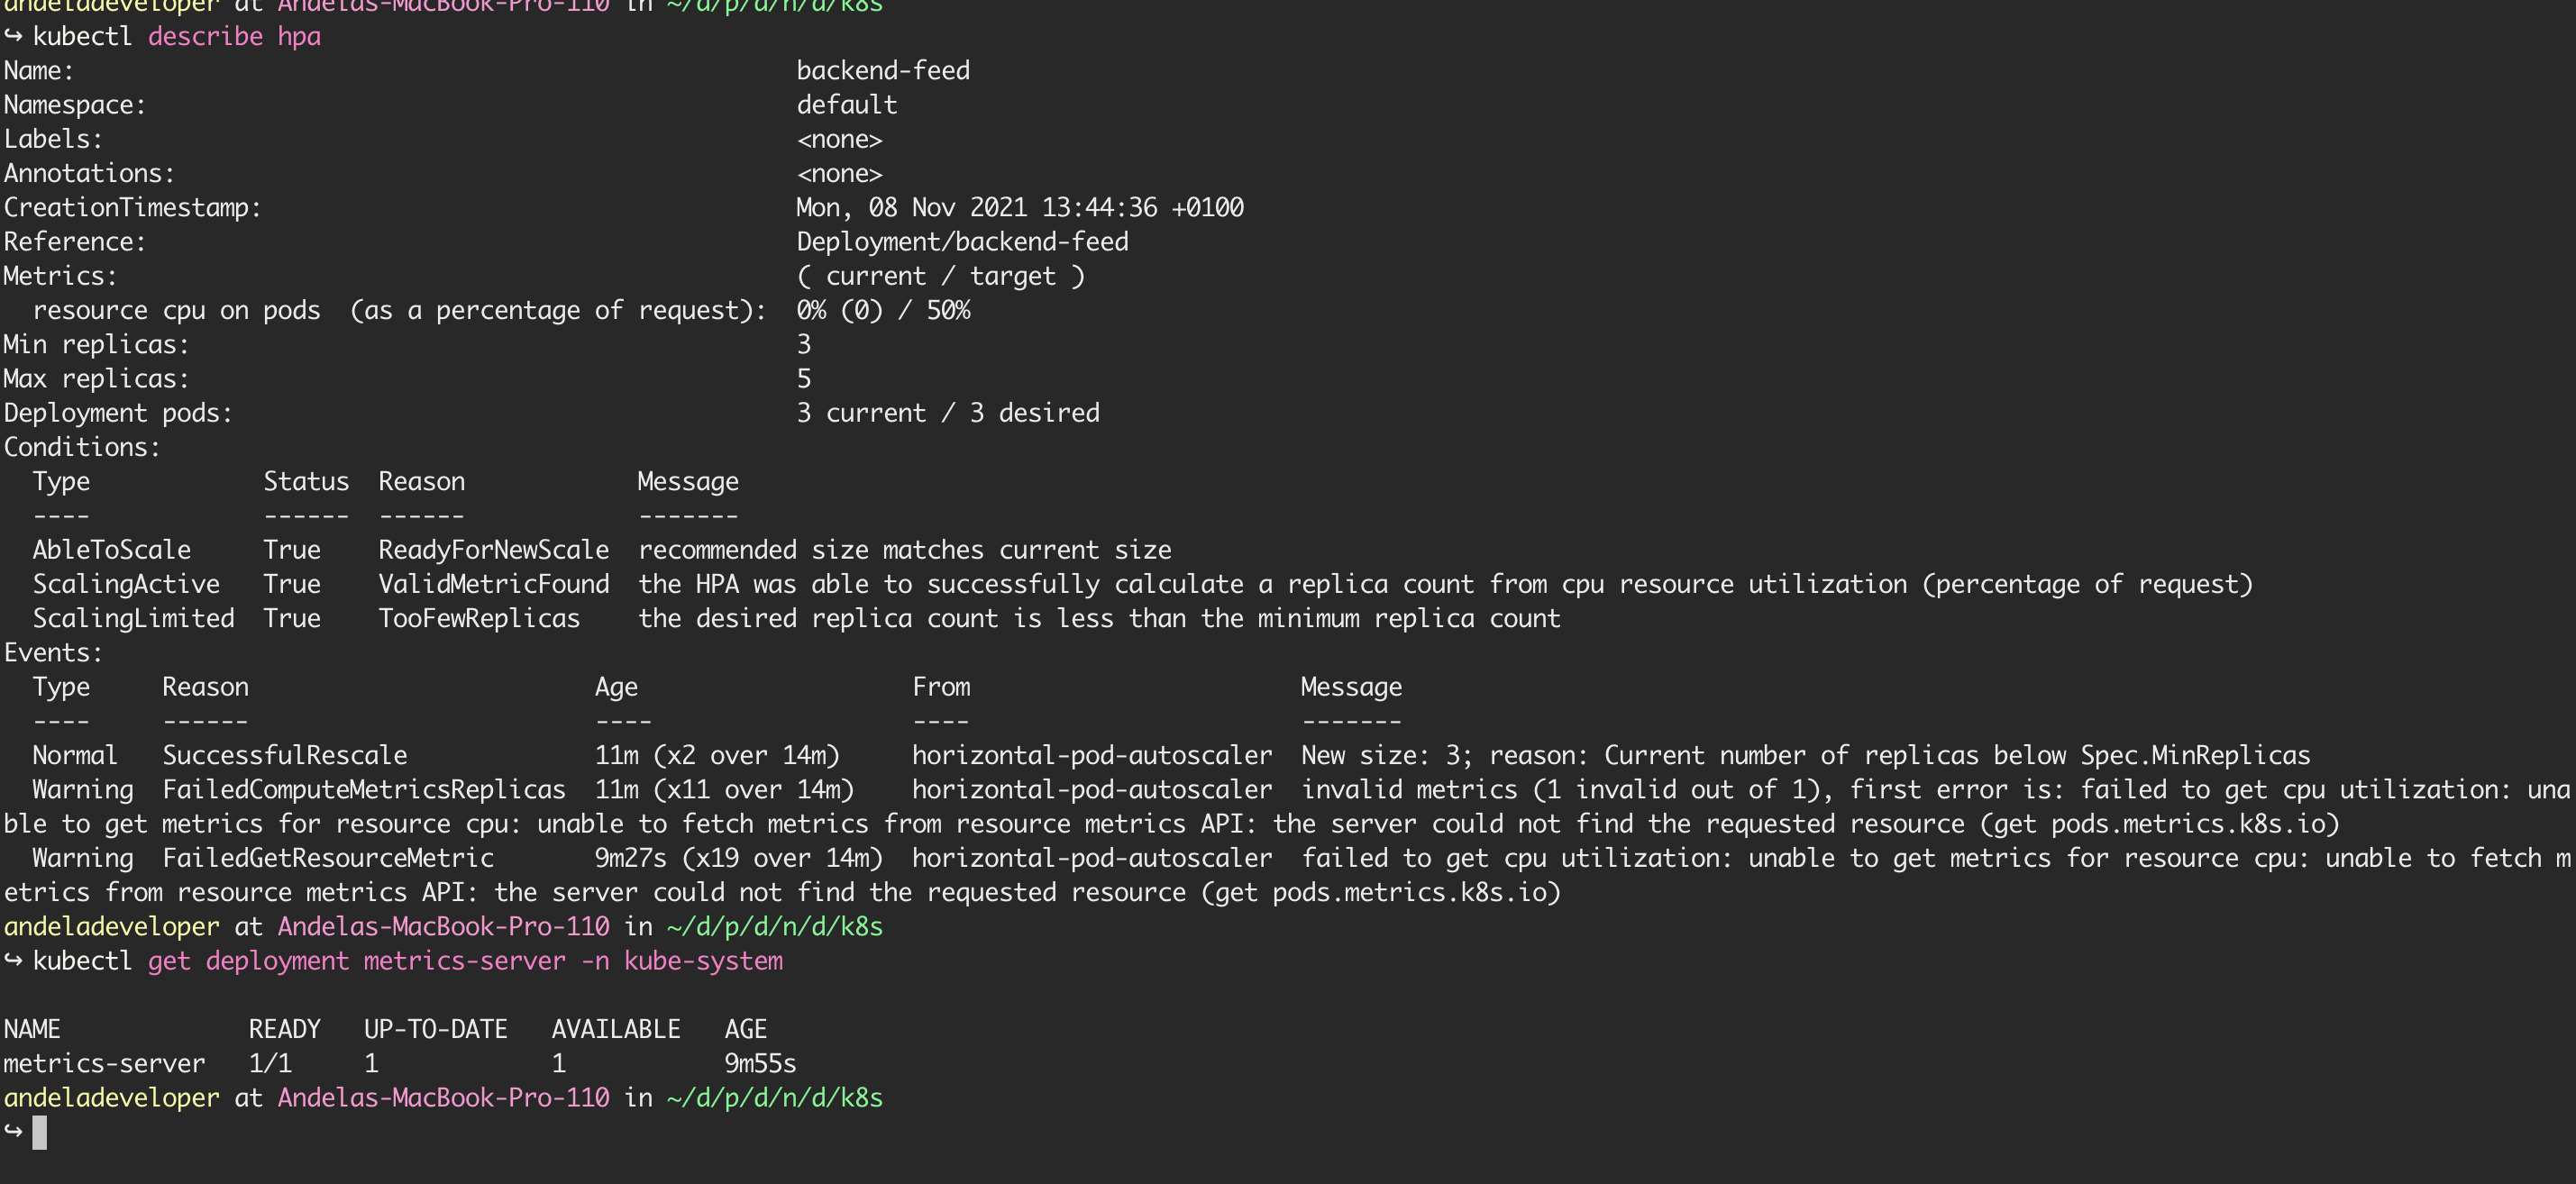 andeladeveloper at Andelas-MacBook-Pro-110 in ~/d/p/d/n/d/k8s
↪ kubectl describe hpa
Name:                                                  backend-feed
Namespace:                                             default
Labels:                                                <none>
Annotations:                                           <none>
CreationTimestamp:                                     Mon, 08 Nov 2021 13:44:36 +0100
Reference:                                             Deployment/backend-feed
Metrics:                                               ( current / target )
  resource cpu on pods  (as a percentage of request):  0% (0) / 50%
Min replicas:                                          3
Max replicas:                                          5
Deployment pods:                                       3 current / 3 desired
Conditions:
  Type            Status  Reason            Message
  ----            ------  ------            -------
  AbleToScale     True    ReadyForNewScale  recommended size matches current size
  ScalingActive   True    ValidMetricFound  the HPA was able to successfully calculate a replica count from cpu resource utilization (percentage of request)
  ScalingLimited  True    TooFewReplicas    the desired replica count is less than the minimum replica count
Events:
  Type     Reason                        Age                   From                       Message
  ----     ------                        ----                  ----                       -------
  Normal   SuccessfulRescale             11m (x2 over 14m)     horizontal-pod-autoscaler  New size: 3; reason: Current number of replicas below Spec.MinReplicas
  Warning  FailedComputeMetricsReplicas  11m (x11 over 14m)    horizontal-pod-autoscaler  invalid metrics (1 invalid out of 1), first error is: failed to get cpu utilization: una
ble to get metrics for resource cpu: unable to fetch metrics from resource metrics API: the server could not find the requested resource (get pods.metrics.k8s.io)
  Warning  FailedGetResourceMetric       9m27s (x19 over 14m)  horizontal-pod-autoscaler  failed to get cpu utilization: unable to get metrics for resource cpu: unable to fetch m
etrics from resource metrics API: the server could not find the requested resource (get pods.metrics.k8s.io)
andeladeveloper at Andelas-MacBook-Pro-110 in ~/d/p/d/n/d/k8s
↪ kubectl get deployment metrics-server -n kube-system
NAME             READY   UP-TO-DATE   AVAILABLE   AGE
metrics-server   1/1     1            1           9m55s
andeladeveloper at Andelas-MacBook-Pro-110 in ~/d/p/d/n/d/k8s
↪